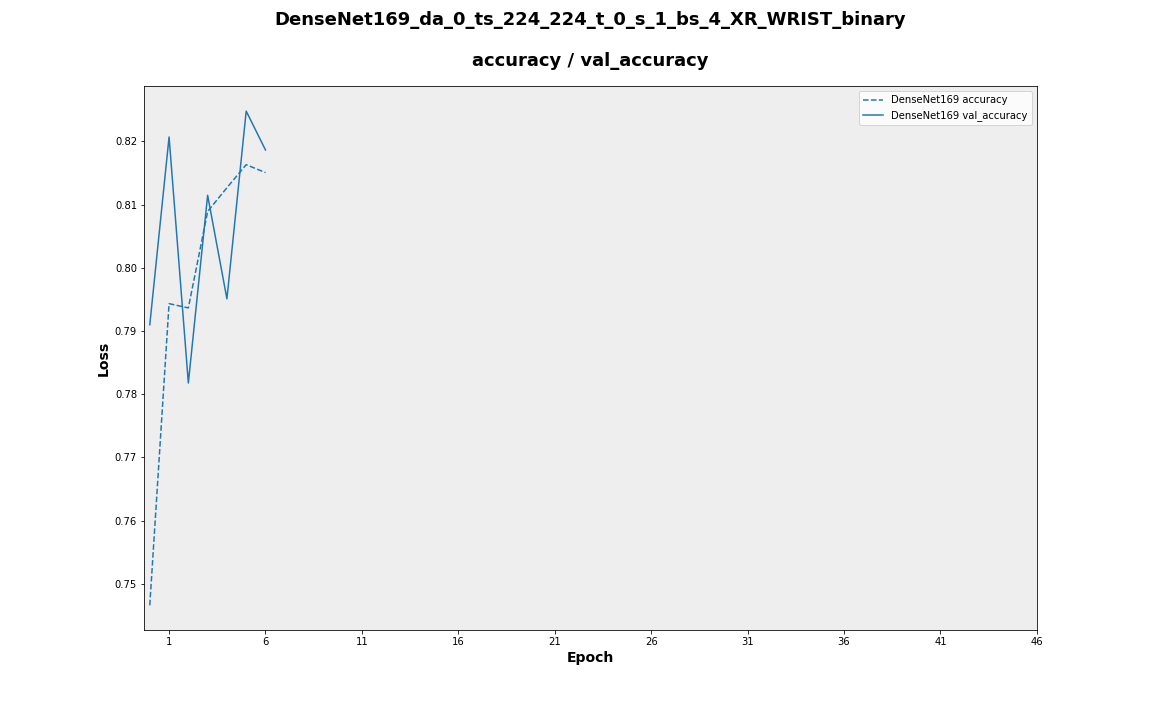 DenseNet169_da_0_ts_224_224_t_0_s_1_bs_4_XR_WRIST_binary
accuracy / val_accuracy
DenseNet169 accuracy
DenseNet169 val_accuracy
0.82
0.81
0.80
0.79
0.78
0.77
0.76
0.75
Loss
1 6 11 16 21 26 31 36 41 46
Epoch